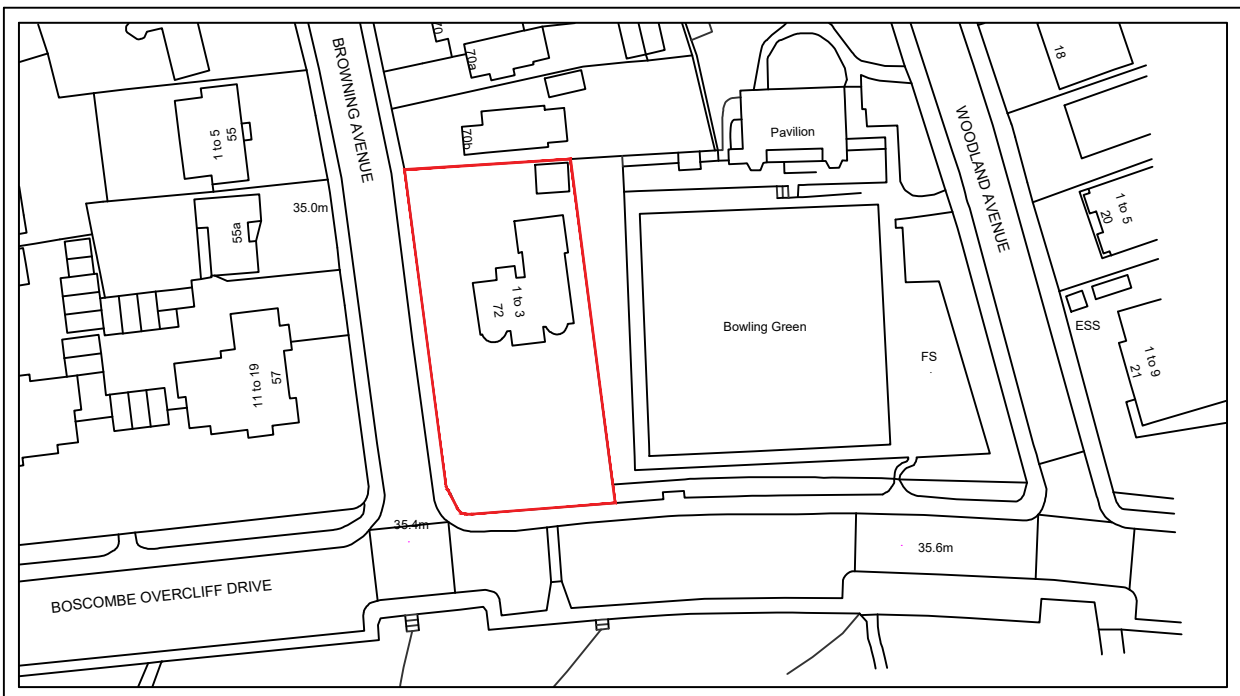 70
70a
18
BROWNING AVENUE
WOODLAND AVENUE
1 to 5
55
70b
Pavilion
35.0m
55a
1 to 5
20
1 to 3
72
Bowling Green
ESS
FS
1 to 9
21
11 to 19
57
35.4m
35.6m
BOSCOMBE OVERCLIFF DRIVE